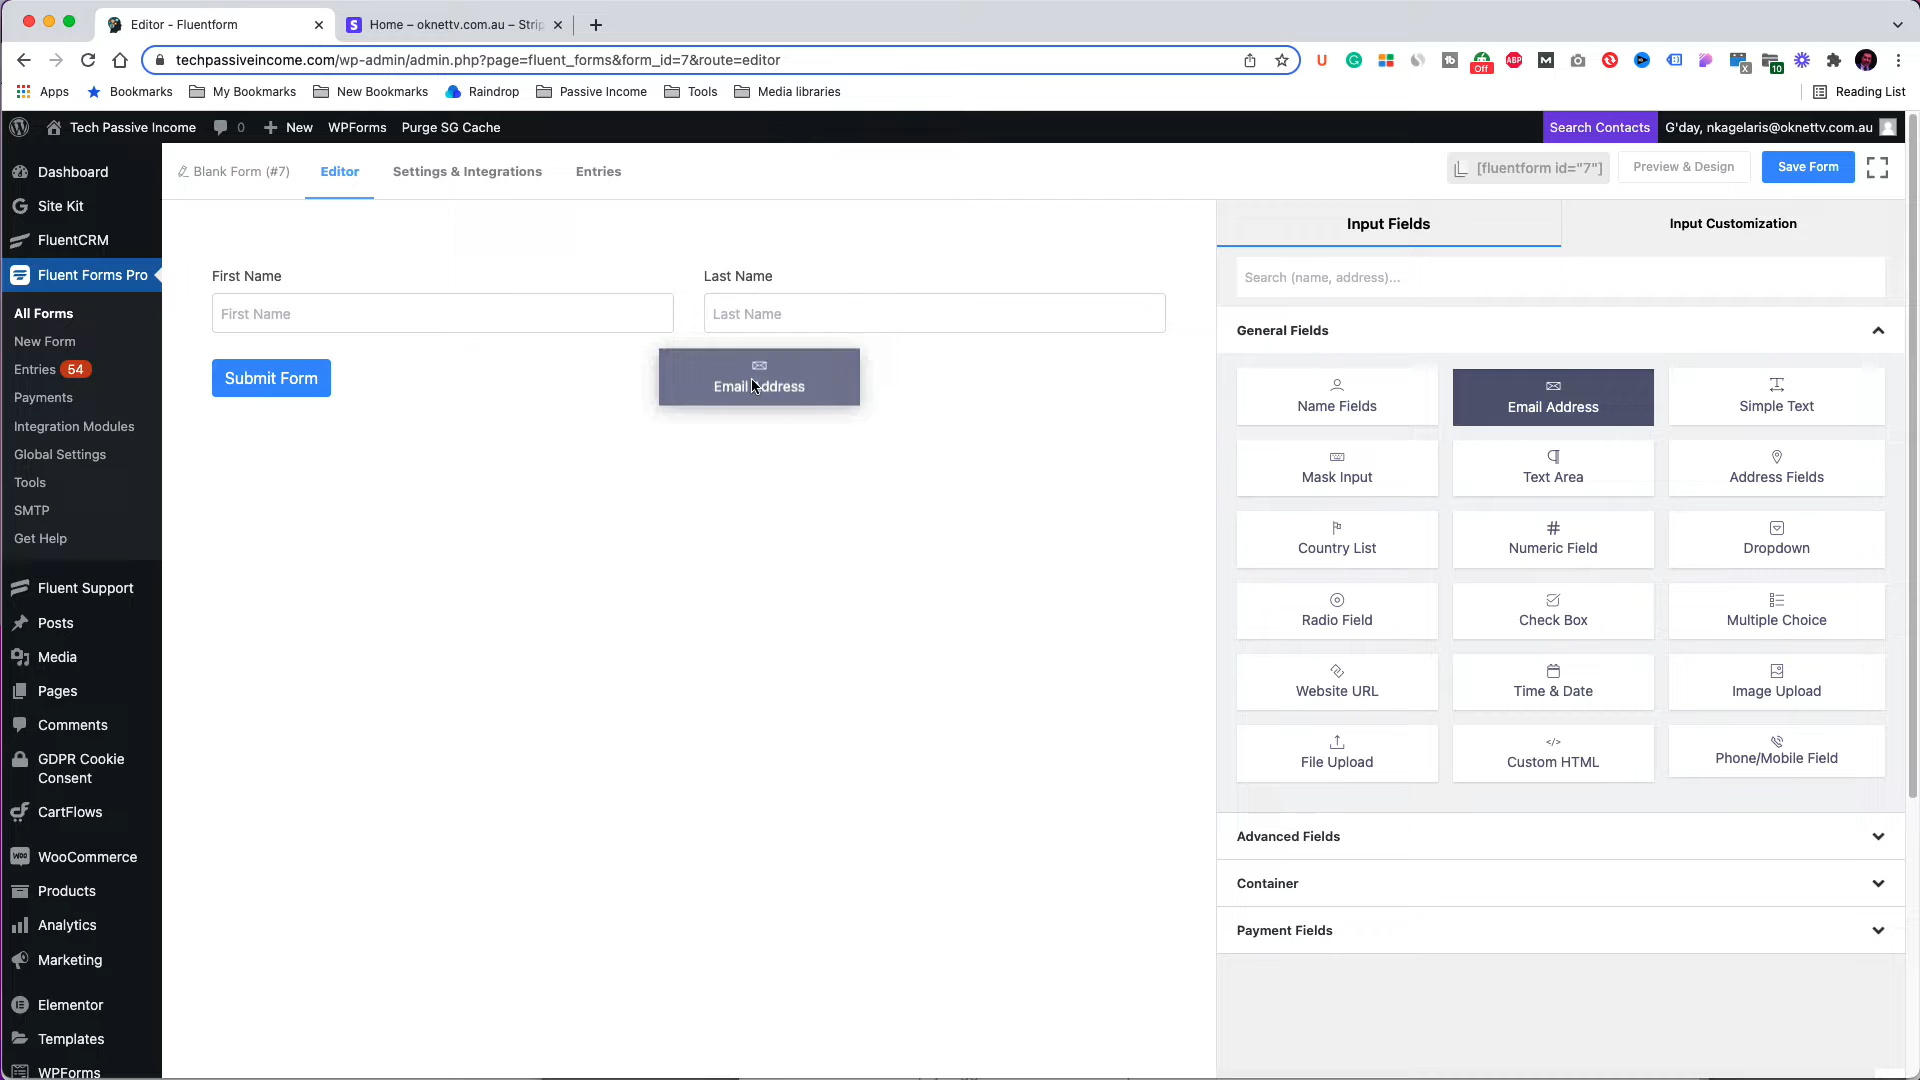 Editor - Fluentform
Home – oknettv.com.au – Strip
techpassiveincome.com/wp-admin/admin.php?page=fluent_forms&form_id=7&route=editor
Apps
Bookmarks
My Bookmarks
New Bookmarks
Raindrop
Passive Income
Tools
Media libraries
Reading List
Tech Passive Income
0
New
WPForms
Purge SG Cache
Search Contacts
G'day, nkagelaris@oknettv.com.au
Dashboard
Site Kit
FluentCRM
Fluent Forms Pro
All Forms
New Form
Entries 54
Payments
Integration Modules
Global Settings
Tools
SMTP
Get Help
Fluent Support
Posts
Media
Pages
Comments
GDPR Cookie
Consent
CartFlows
WooCommerce
Products
Analytics
Marketing
Elementor
Templates
WPForms
Blank Form (#7)
Editor
Settings & Integrations
Entries
[fluentform id="7"]
Preview & Design
Save Form
First Name
Last Name
First Name
Last Name
Submit Form
Email Address
Input Fields
Input Customization
Search (name, address)...
General Fields
Name Fields
Email Address
Simple Text
Mask Input
Text Area
Address Fields
Country List
Numeric Field
Dropdown
Radio Field
Check Box
Multiple Choice
Website URL
Time & Date
Image Upload
File Upload
Custom HTML
Phone/Mobile Field
Advanced Fields
Container
Payment Fields